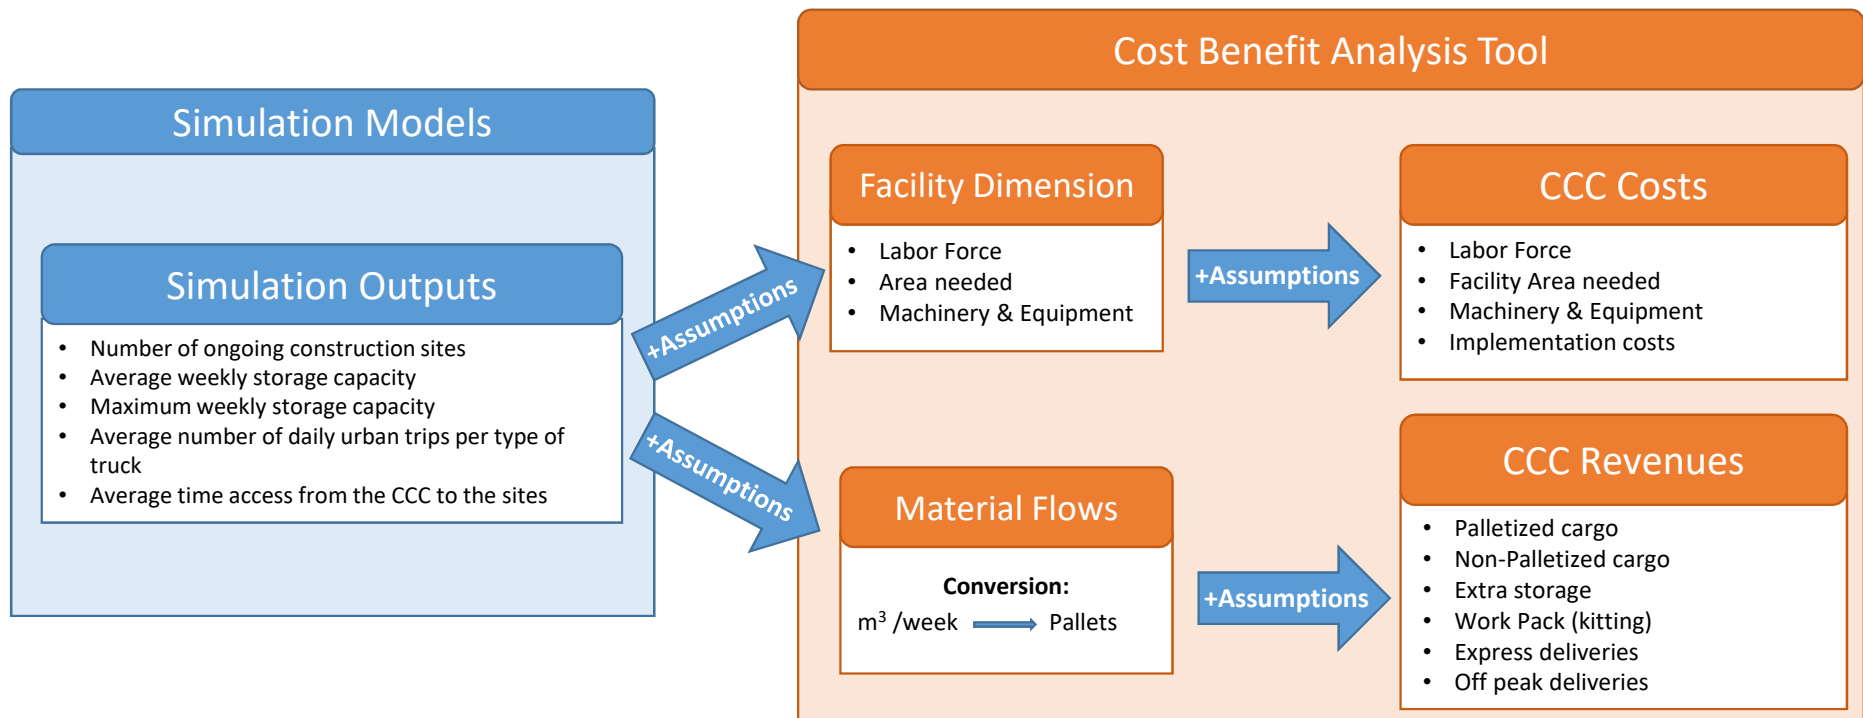 Cost Benefit Analysis Tool
Simulation Models
Simulation Outputs
• Number of ongoing construction sites
• Average weekly storage capacity
• Maximum weekly storage capacity
• Average number of daily urban trips per type of
truck
• Average time access from the CCC to the sites
+Assumptions
+Assumptions
Facility Dimension
• Labor Force
• Area needed
• Machinery & Equipment
+Assumptions
CCC Costs
• Labor Force
• Facility Area needed
• Machinery & Equipment
• Implementation costs
Material Flows
Conversion:
m³ /week Pallets
+Assumptions
CCC Revenues
• Palletized cargo
• Non-Palletized cargo
• Extra storage
• Work Pack (kitting)
• Express deliveries
• Off peak deliveries